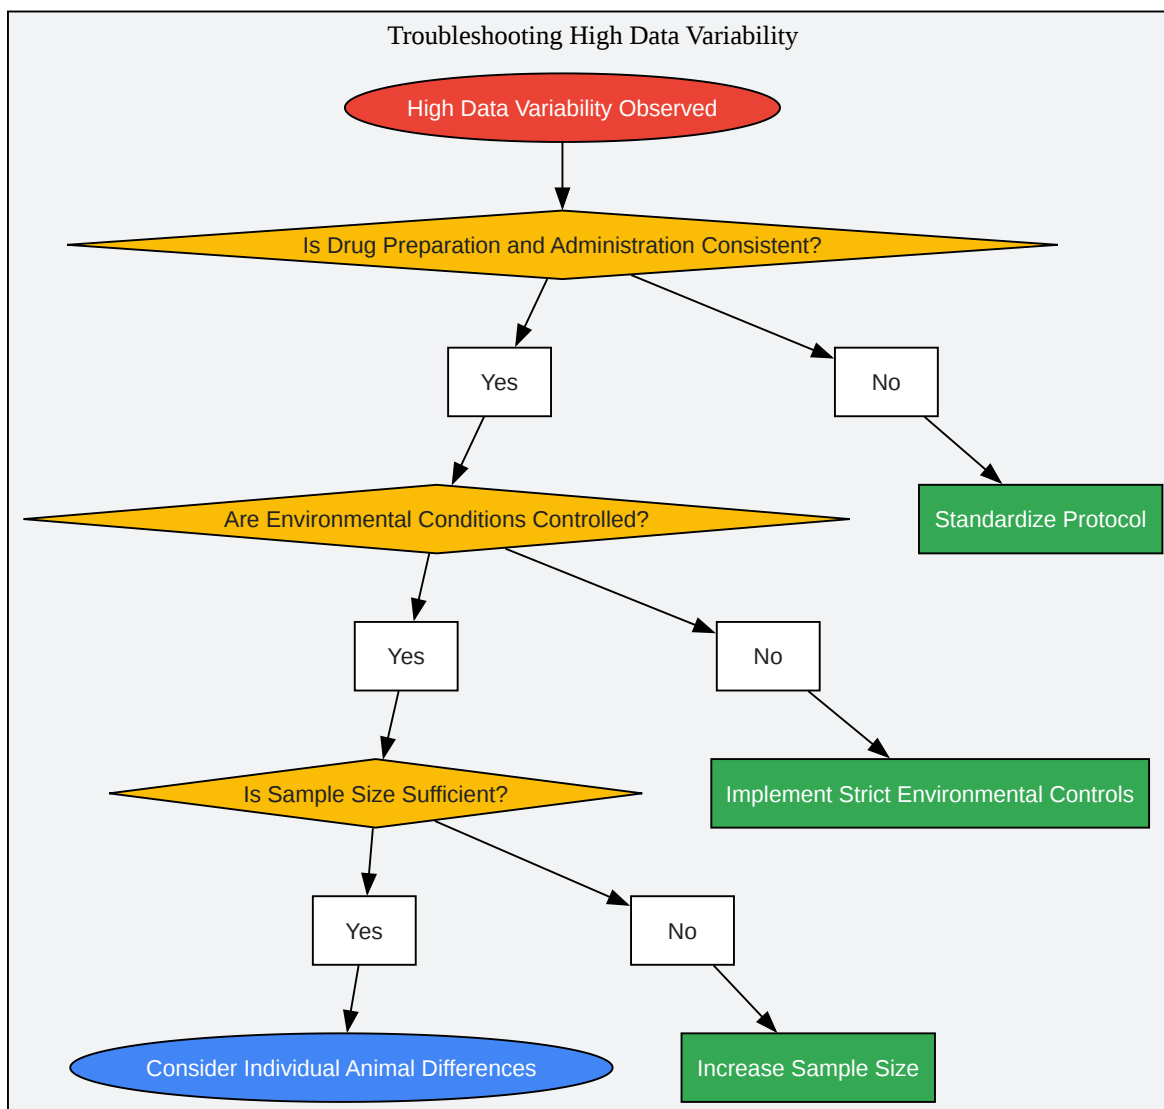 Troubleshooting High Data Variability
High Data Variability Observed
Is Drug Preparation and Administration Consistent?
Yes
No
Are Environmental Conditions Controlled?
Standardize Protocol
Yes
No
Is Sample Size Sufficient?
Implement Strict Environmental Controls
Yes
No
Consider Individual Animal Differences
Increase Sample Size